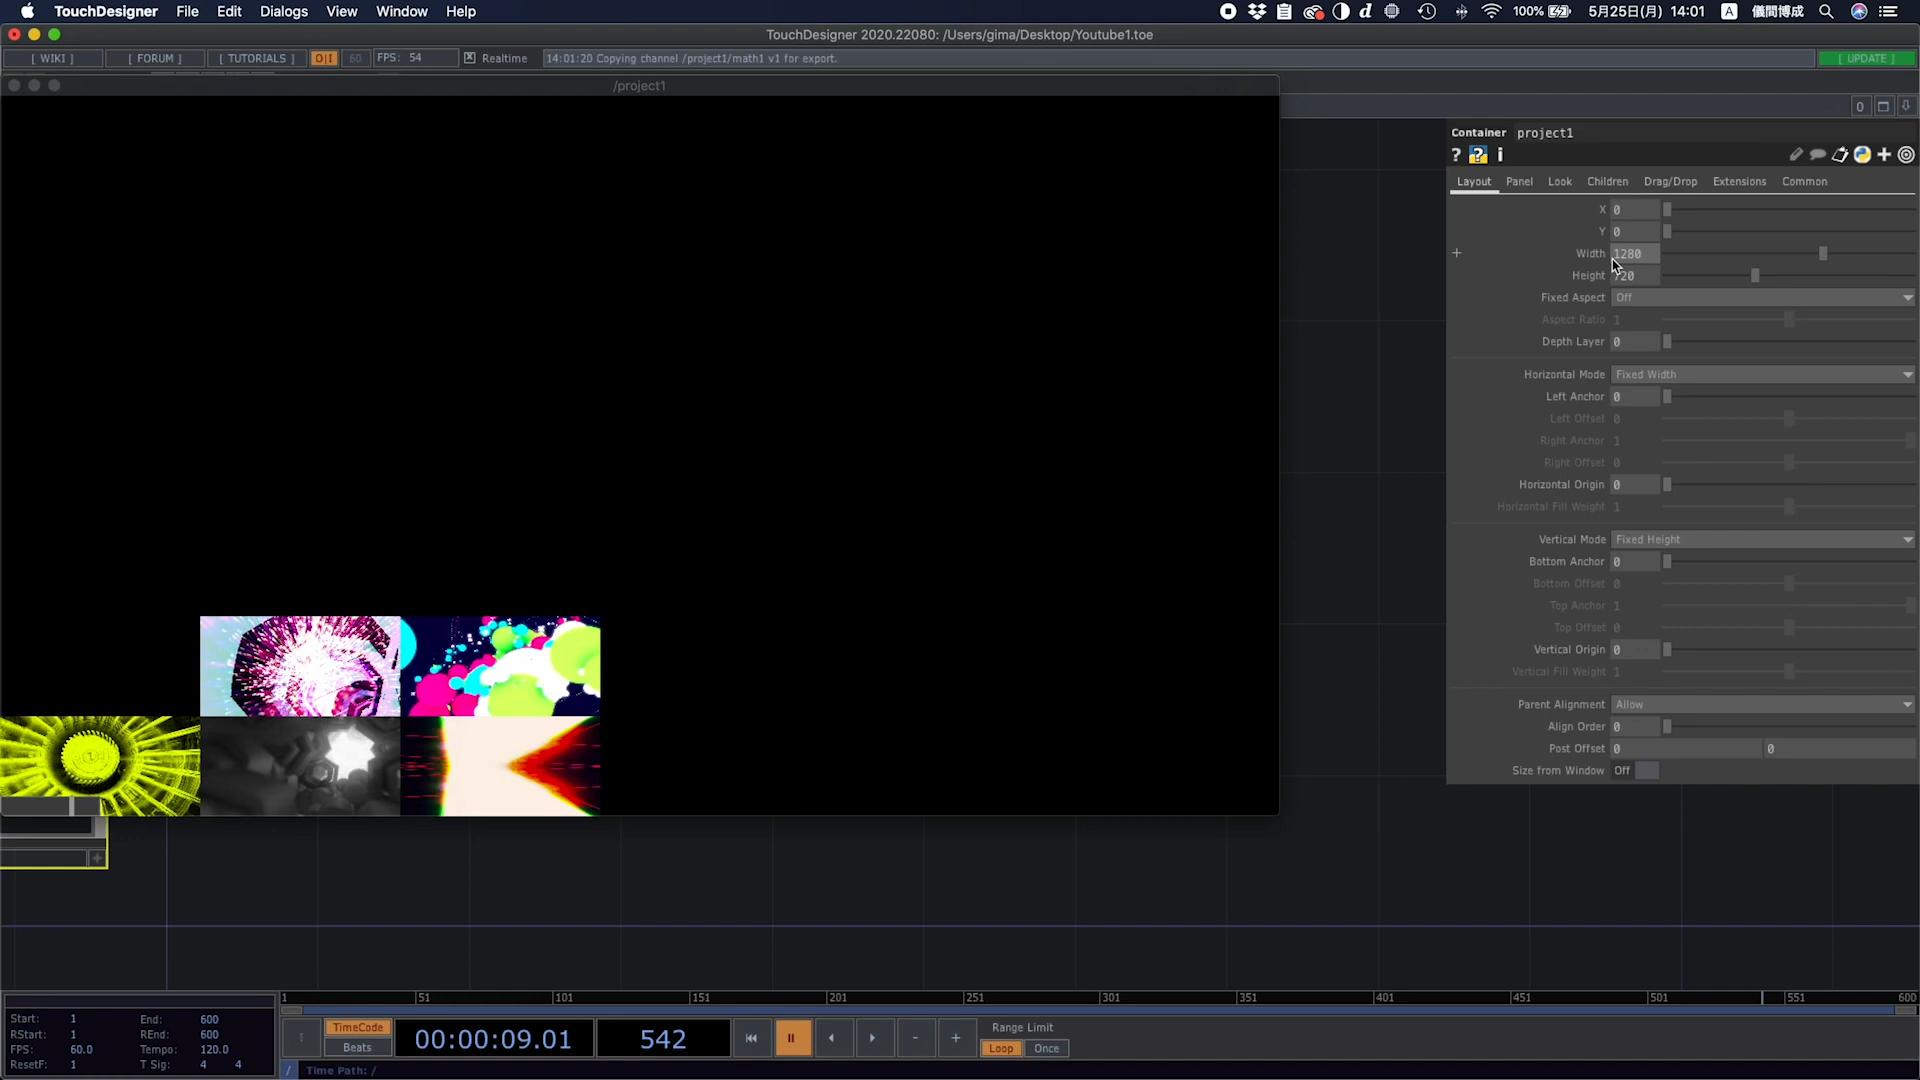 TouchDesigner File Edit Dialogs View Window Help 100% 5月25日(月) 14:01 A 儀間博成
TouchDesigner 2020.22080: /Users/gima/Desktop/Youtube1.toe
[ WIKI ] [ FORUM ] [ TUTORIALS ] O|I 60 FPS: 54 Realtime 14:01:20 Copying channel /project1/math1 v1 for export. [ UPDATE ]
/project1
0
Container project1
? ? i
Layout Panel Look Children Drag/Drop Extensions Common
X 0
Y 0
+ Width 1280
Height 720
Fixed Aspect Off
Aspect Ratio 1
Depth Layer 0
Horizontal Mode Fixed Width
Left Anchor 0
Left Offset 0
Right Anchor 1
Right Offset 0
Horizontal Origin 0
Horizontal Fill Weight 1
Vertical Mode Fixed Height
Bottom Anchor 0
Bottom Offset 0
Top Anchor 1
Top Offset 0
Vertical Origin 0
Vertical Fill Weight 1
Parent Alignment Allow
Align Order 0
Post Offset 0 0
Size from Window Off
1 51 101 151 201 251 301 351 401 451 501 551 600
Start: 1 End: 600
RStart: 1 REnd: 600
FPS: 60.0 Tempo: 120.0
ResetF: 1 T Sig: 4 4
TimeCode
Beats
00:00:09.01
542
- +
Range Limit
Loop Once
/ Time Path: /